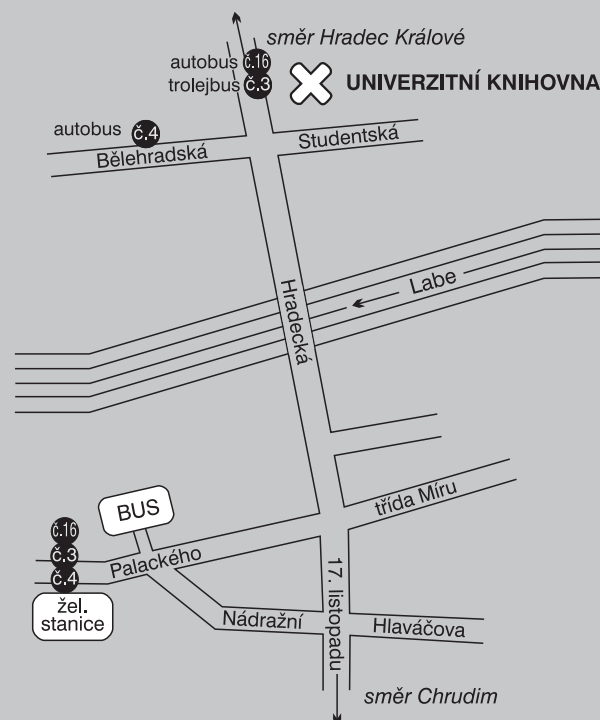 směr Hradec Králové
autobus č.16
trolejbus č.3
UNIVERZITNÍ KNIHOVNA
autobus č.4
Bělehradská
Studentská
Labe
Hradecká
třída Míru
BUS
č.16
č.3
č.4
Palackého
žel.
stanice
17. listopadu
Nádražní
Hlaváčova
směr Chrudim